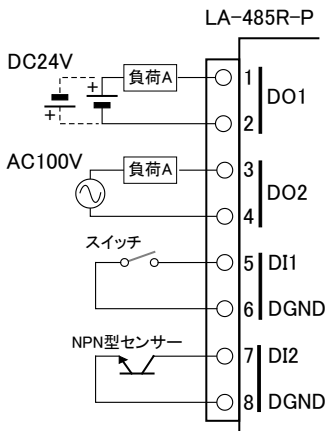 LA-485R-P
DC24V
+
+
負荷A
1
DO1
2
AC100V
負荷A
3
DO2
4
スイッチ
5 DI1
6 DGND
NPN型センサー
7 DI2
8 DGND